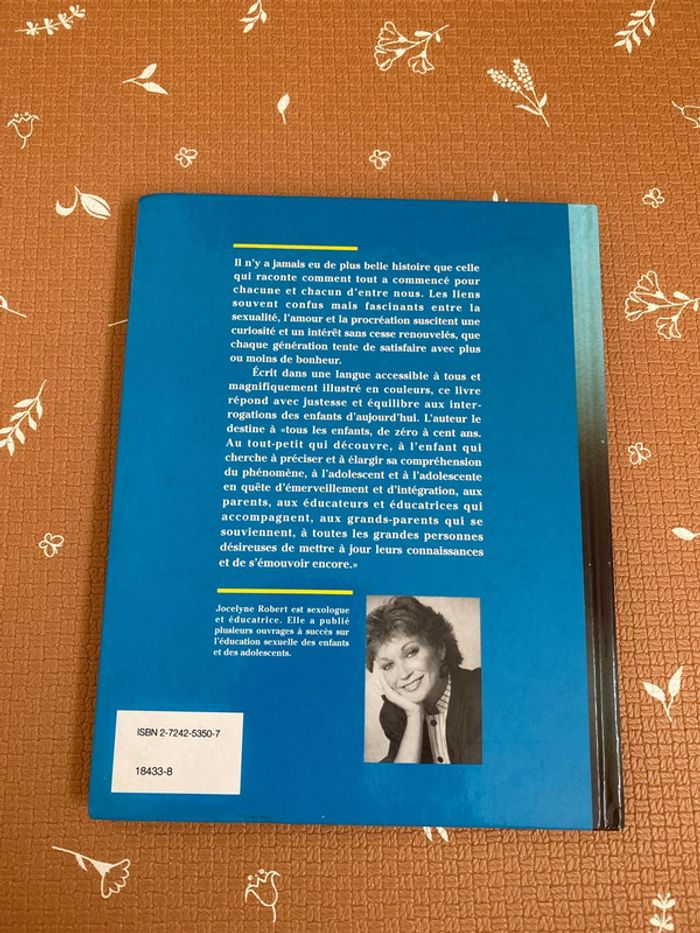 Il n'y a jamais eu de plus belle histoire que celle
qui raconte comment tout a commencé pour
chacune et chacun d'entre nous. Les liens
souvent confus mais fascinants entre la
sexualité, l'amour et la procréation suscitent une
curiosité et un intérêt sans cesse renouvelés, que
chaque génération tente de satisfaire avec plus
ou moins de bonheur.
Écrit dans une langue accessible à tous et
magnifiquement illustré en couleurs, ce livre
répond avec justesse et équilibre aux inter-
rogations des enfants d'aujourd'hui. L'auteur le
destine à «tous les enfants, de zéro à cent ans.
Au tout-petit qui découvre, à l'enfant qui
cherche à préciser et à élargir sa compréhension
du phénomène, à l'adolescent et à l'adolescente
en quête d'émerveillement et d'intégration, aux
parents, aux éducateurs et éducatrices qui
accompagnent, aux grands-parents qui se
souviennent, à toutes les grandes personnes
désireuses de mettre à jour leurs connaissances
et de s'émouvoir encore.»
Jocelyne Robert est sexologue
et éducatrice. Elle a publié
plusieurs ouvrages à succès sur
l'éducation sexuelle des enfants
et des adolescents.
ISBN 2-7242-5350-7
18433-8